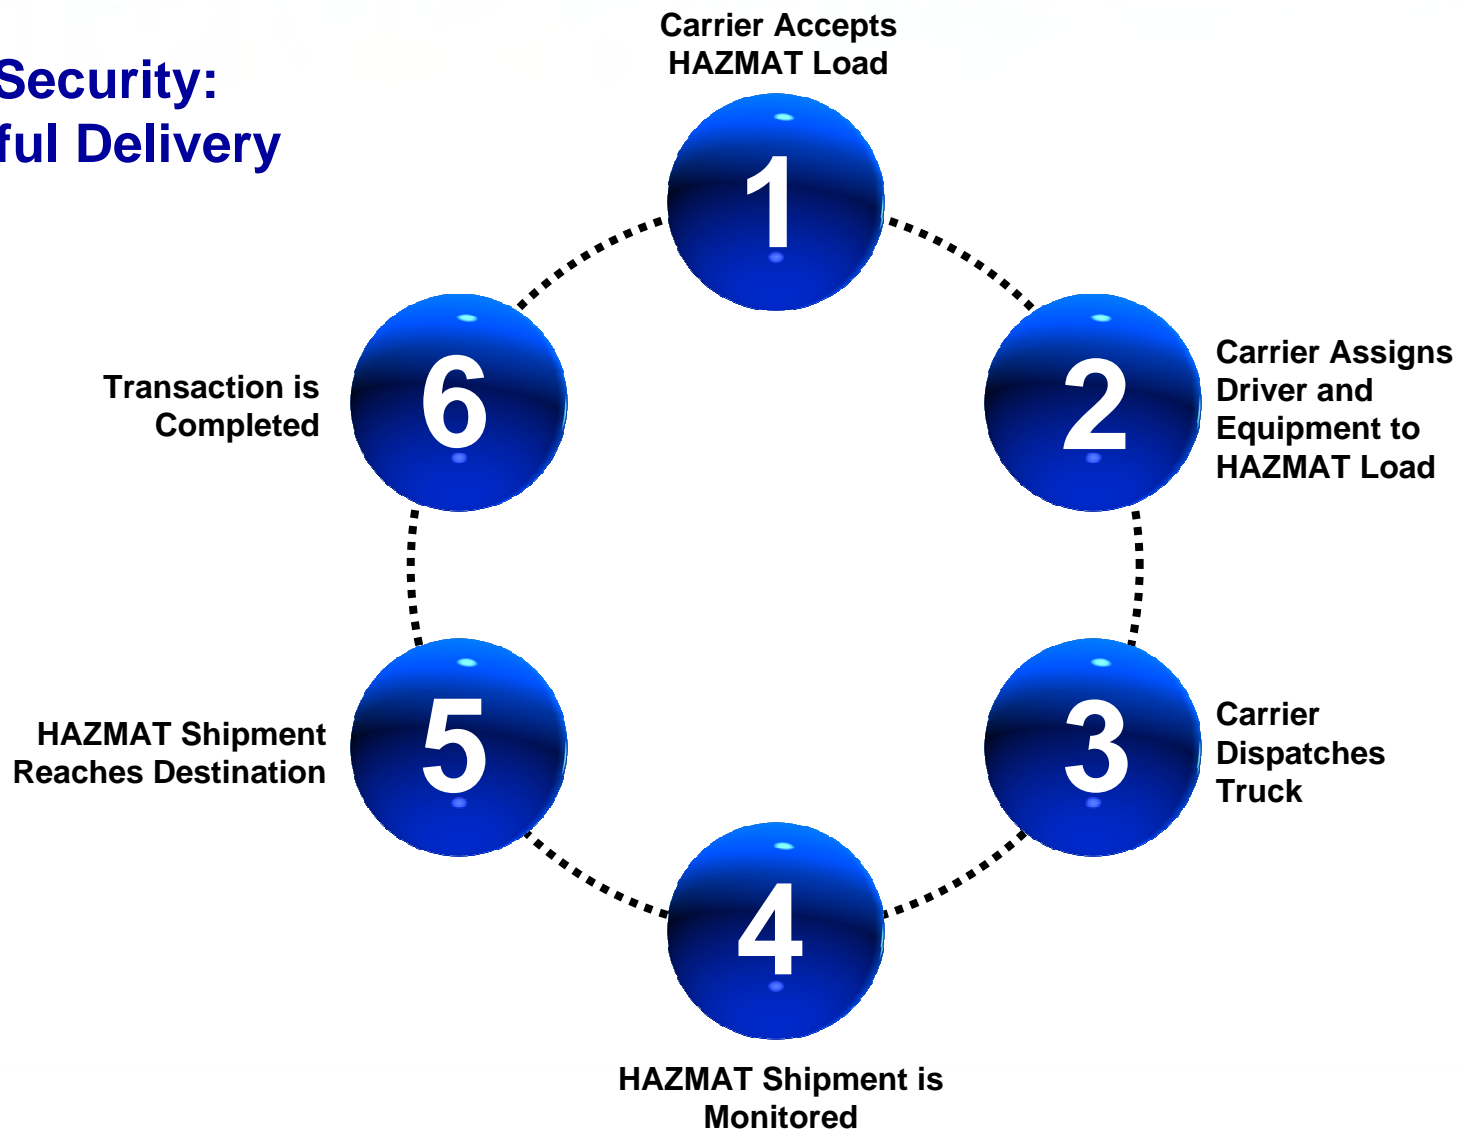 Security:
ful Delivery
Carrier Accepts
HAZMAT Load
1
2
Carrier Assigns
Driver and
Equipment to
HAZMAT Load
3
Carrier
Dispatches
Truck
4
HAZMAT Shipment is
Monitored
5
HAZMAT Shipment
Reaches Destination
6
Transaction is
Completed